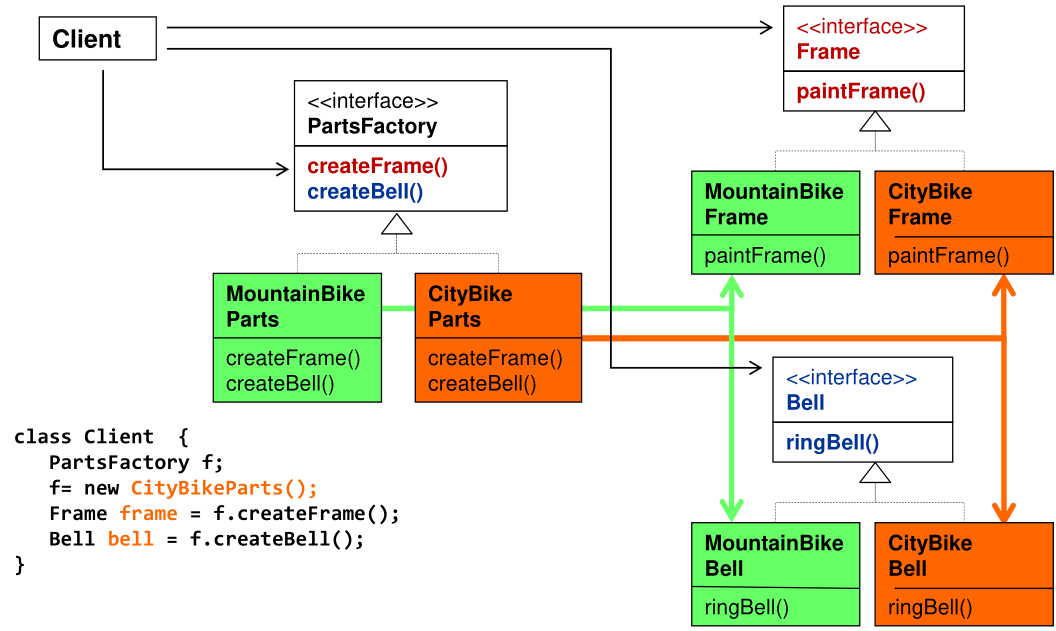 Client
<<interface>>
Frame
paintFrame()
<<interface>>
PartsFactory
createFrame()
createBell()
MountainBike
Frame
paintFrame()
CityBike
Frame
paintFrame()
MountainBike
Parts
createFrame()
createBell()
CityBike
Parts
createFrame()
createBell()
<<interface>>
Bell
ringBell()
MountainBike
Bell
ringBell()
CityBike
Bell
ringBell()
class Client {
PartsFactory f;
f= new CityBikeParts();
Frame frame = f.createFrame();
Bell bell = f.createBell();
}